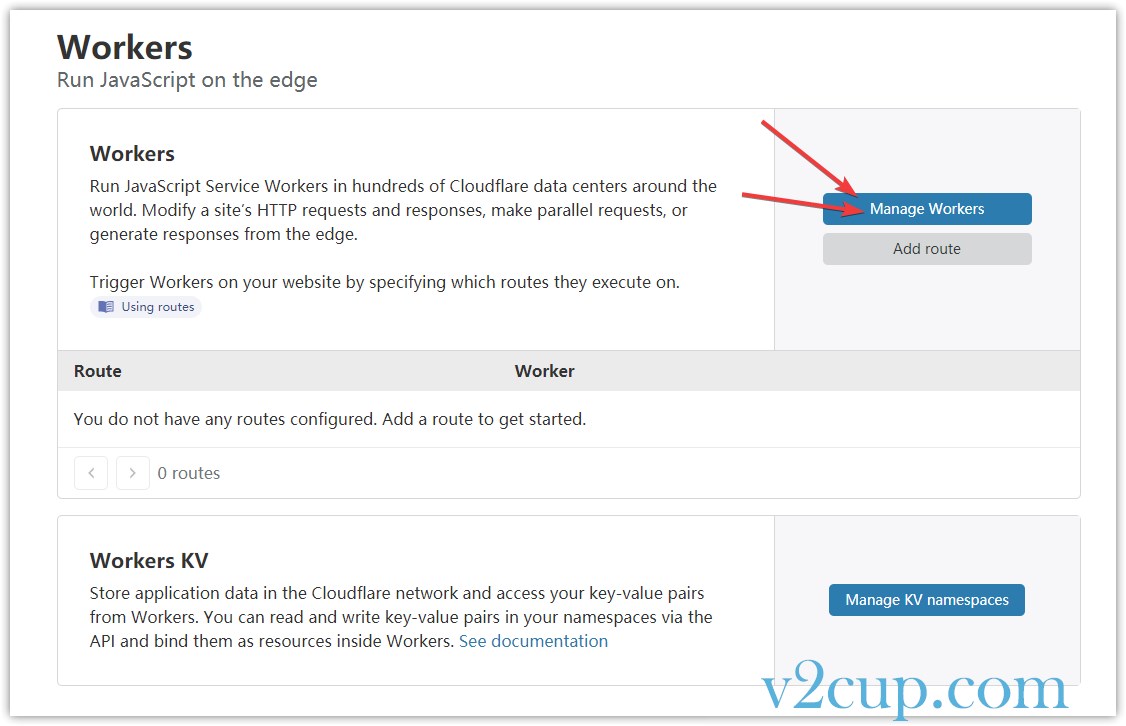 Workers
Run JavaScript on the edge
Workers
Run JavaScript Service Workers in hundreds of Cloudflare data centers around the
world. Modify a site's HTTP requests and responses, make parallel requests, or
generate responses from the edge.
Trigger Workers on your website by specifying which routes they execute on.
Using routes
Manage Workers
Add route
Route Worker
You do not have any routes configured. Add a route to get started.
0 routes
Workers KV
Store application data in the Cloudflare network and access your key-value pairs
from Workers. You can read and write key-value pairs in your namespaces via the
API and bind them as resources inside Workers. See documentation
Manage KV namespaces
v2cup.com